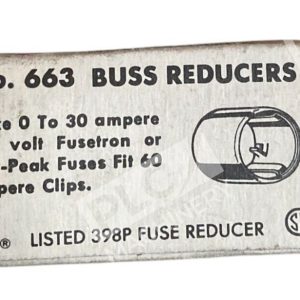 o. 663 BUSS REDUCERS
e 0 To 30 ampere
volt Fusetron or
-Peak Fuses Fit 60
pere Clips.
® LISTED 398P FUSE REDUCER